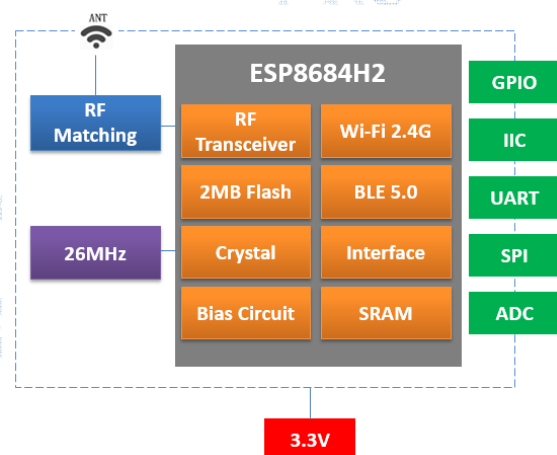 ANT
ESP8684H2
RF
Matching
RF
Transceiver
Wi-Fi 2.4G
2MB Flash
BLE 5.0
26MHz
Crystal
Interface
Bias Circuit
SRAM
GPIO
IIC
UART
SPI
ADC
3.3V